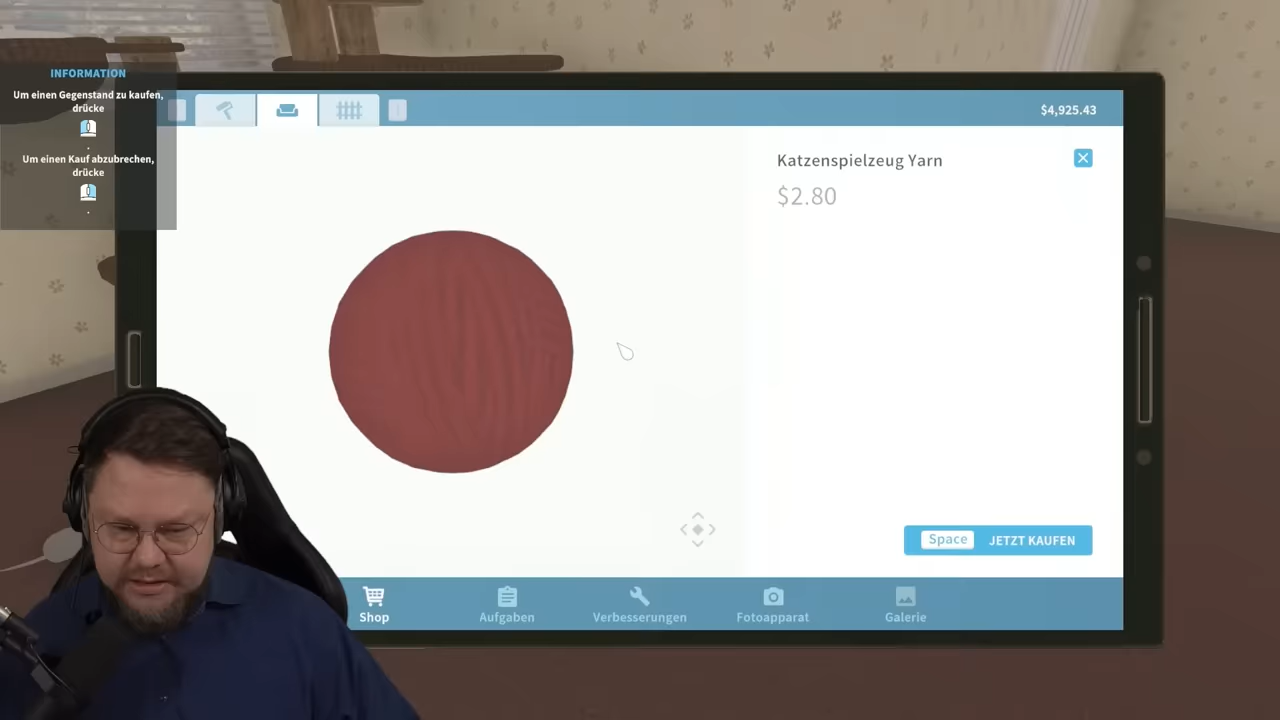 INFORMATION
Um einen Gegenstand zu kaufen,
drücke
.
Um einen Kauf abzubrechen,
drücke
.
$4,925.43
Katzenspielzeug Yarn
$2.80
Space JETZT KAUFEN
Shop
Aufgaben
Verbesserungen
Fotoapparat
Galerie